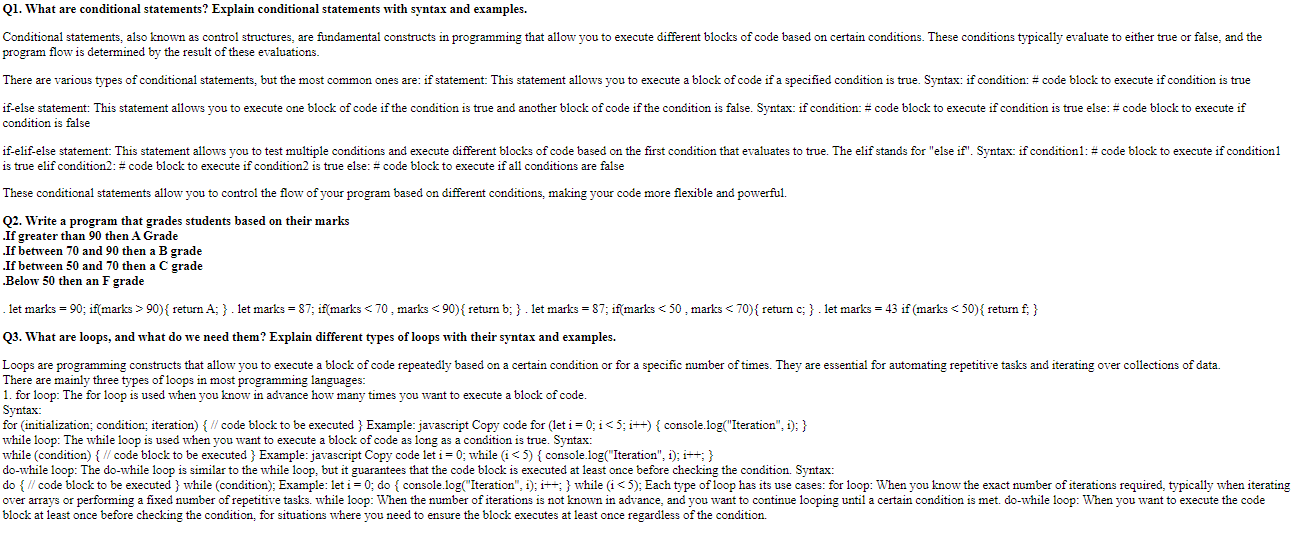 Q1. What are conditional statements? Explain conditional statements with syntax and examples.
Conditional statements, also known as control structures, are fundamental constructs in programming that allow you to execute different blocks of code based on certain conditions. These conditions typically evaluate to either true or false, and the
program flow is determined by the result of these evaluations.
There are various types of conditional statements, but the most common ones are: if statement: This statement allows you to execute a block of code if a specified condition is true. Syntax: if condition: # code block to execute if condition is true
if-else statement: This statement allows you to execute one block of code if the condition is true and another block of code if the condition is false. Syntax: if condition: # code block to execute if condition is true else: # code block to execute if
condition is false
if-elif-else statement: This statement allows you to test multiple conditions and execute different blocks of code based on the first condition that evaluates to true. The elif stands for "else if". Syntax: if condition1: # code block to execute if condition1
is true elif condition2: # code block to execute if condition2 is true else: # code block to execute if all conditions are false
These conditional statements allow you to control the flow of your program based on different conditions, making your code more flexible and powerful.
Q2. Write a program that grades students based on their marks
.If greater than 90 then A Grade
.If between 70 and 90 then a B grade
.If between 50 and 70 then a C grade
.Below 50 then an F grade
. let marks = 90; if(marks > 90){ return A; } . let marks = 87; if(marks < 70 , marks < 90){ return b; } . let marks = 87; if(marks < 50 , marks < 70){ return c; } . let marks = 43 if (marks < 50){ return f; }
Q3. What are loops, and what do we need them? Explain different types of loops with their syntax and examples.
Loops are programming constructs that allow you to execute a block of code repeatedly based on a certain condition or for a specific number of times. They are essential for automating repetitive tasks and iterating over collections of data.
There are mainly three types of loops in most programming languages:
1. for loop: The for loop is used when you know in advance how many times you want to execute a block of code.
Syntax:
for (initialization; condition; iteration) { // code block to be executed } Example: javascript Copy code for (let i = 0; i < 5; i++) { console.log("Iteration", i); }
while loop: The while loop is used when you want to execute a block of code as long as a condition is true. Syntax:
while (condition) { // code block to be executed } Example: javascript Copy code let i = 0; while (i < 5) { console.log("Iteration", i); i++; }
do-while loop: The do-while loop is similar to the while loop, but it guarantees that the code block is executed at least once before checking the condition. Syntax:
do { // code block to be executed } while (condition); Example: let i = 0; do { console.log("Iteration", i); i++; } while (i < 5); Each type of loop has its use cases: for loop: When you know the exact number of iterations required, typically when iterating
over arrays or performing a fixed number of repetitive tasks. while loop: When the number of iterations is not known in advance, and you want to continue looping until a certain condition is met. do-while loop: When you want to execute the code
block at least once before checking the condition, for situations where you need to ensure the block executes at least once regardless of the condition.